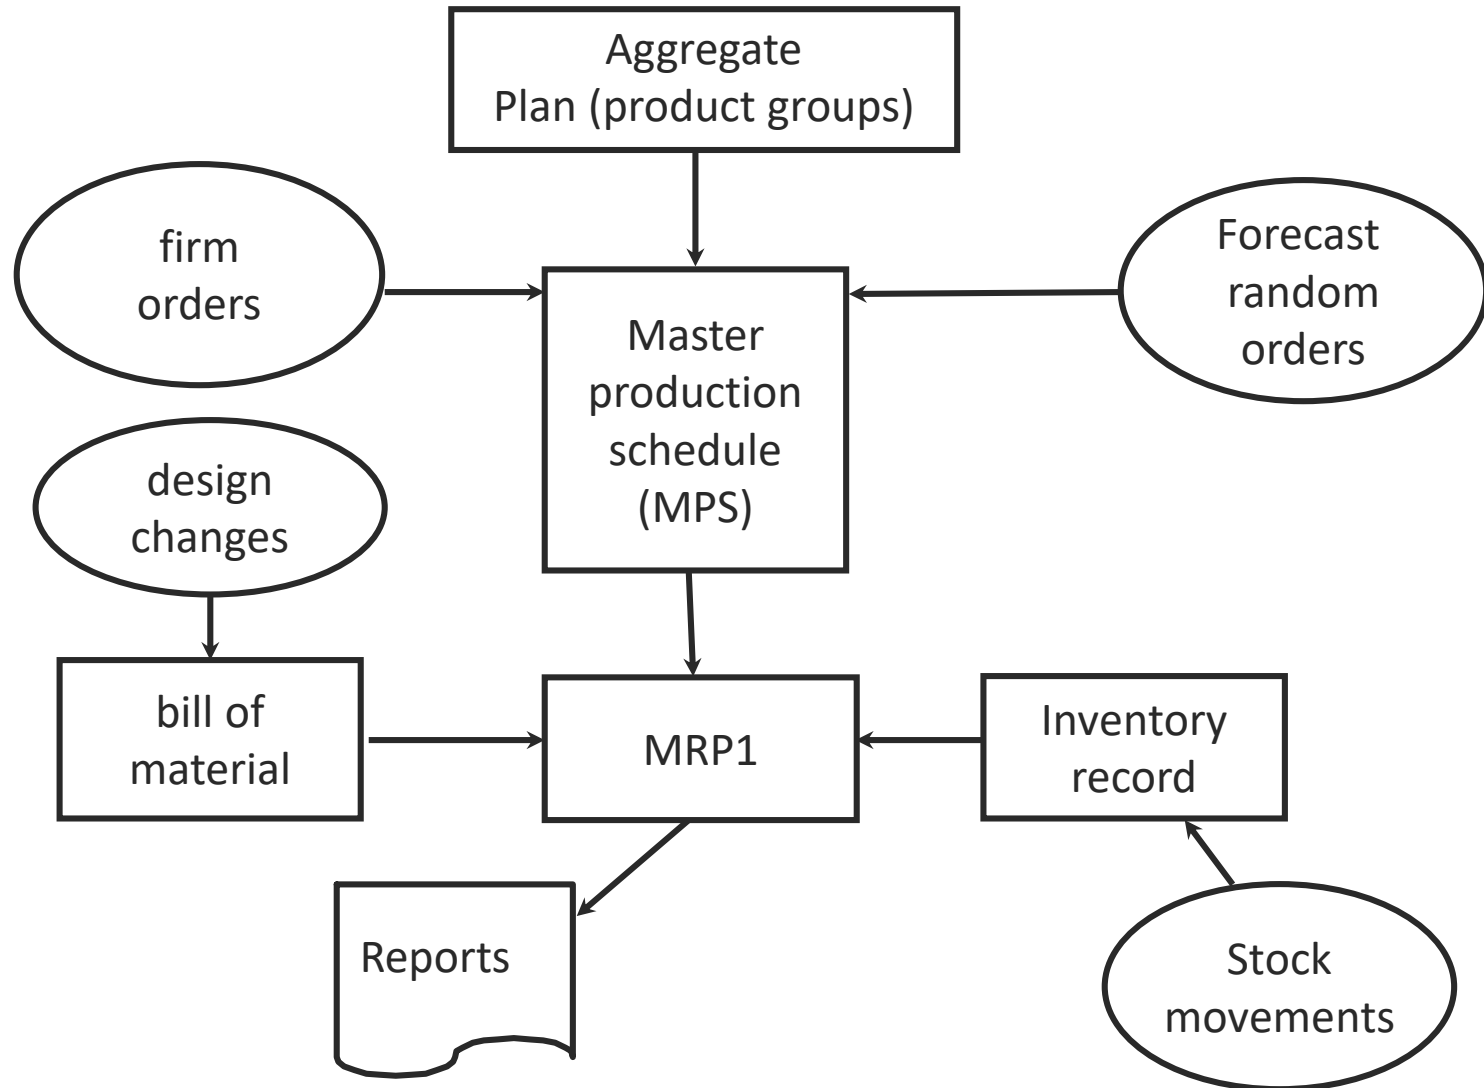 Aggregate
Plan (product groups)
firm
orders
Forecast
random
orders
Master
production
schedule
(MPS)
design
changes
bill of
material
MRP1
Inventory
record
Reports
Stock
movements